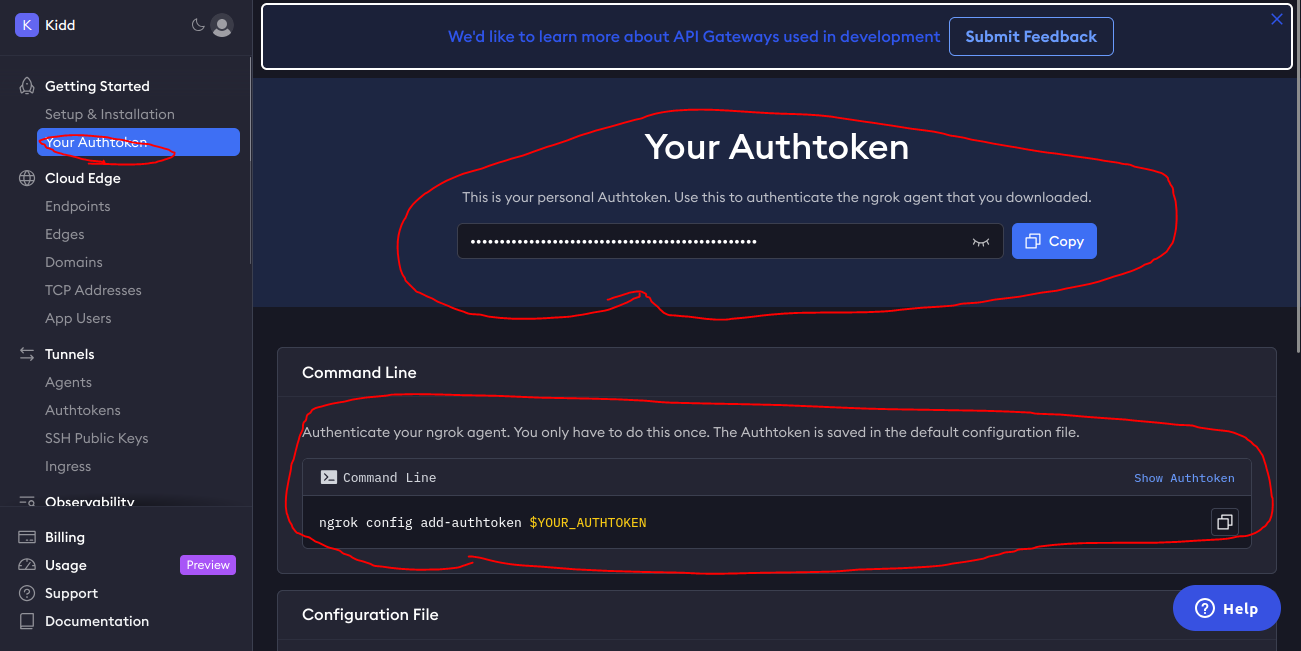 K Kidd
Getting Started
Setup & Installation
Your Authtoken
Cloud Edge
Endpoints
Edges
Domains
TCP Addresses
App Users
Tunnels
Agents
Authtokens
SSH Public Keys
Ingress
Observability
Billing
Usage Preview
Support
Documentation
We'd like to learn more about API Gateways used in development Submit Feedback
Your Authtoken
This is your personal Authtoken. Use this to authenticate the ngrok agent that you downloaded.
Copy
Command Line
Authenticate your ngrok agent. You only have to do this once. The Authtoken is saved in the default configuration file.
Command Line Show Authtoken
ngrok config add-authtoken $YOUR_AUTHTOKEN
Configuration File
Help